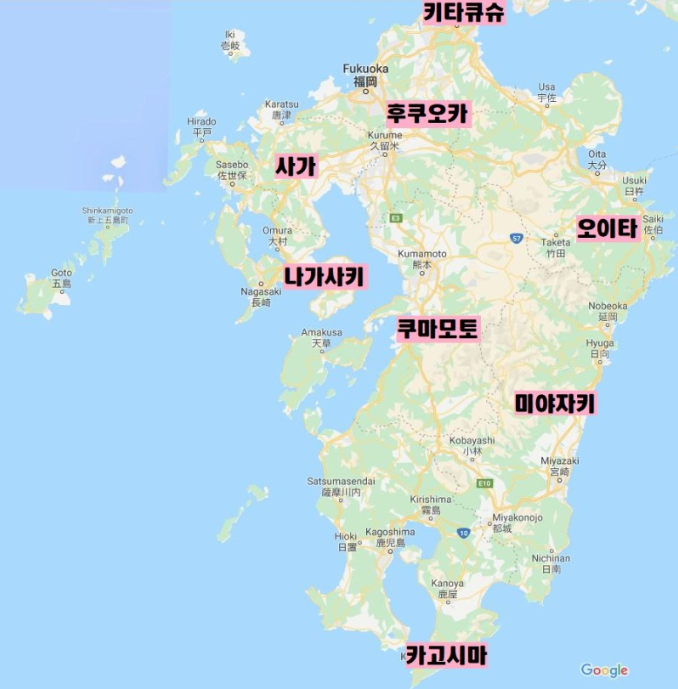 키타큐슈
Iki
壱岐
Fukuoka
福岡
Usa
宇佐
Karatsu
唐津
후쿠오카
Hirado
平戸
Kurume
久留米
Oita
大分
Sasebo
佐世保
사가
Usuki
臼杵
Shinkamigoto
新上五島町
E3
Saiki
佐伯
오이타
Omura
大村
57
Taketa
竹田
Kumamoto
熊本
Goto
五島
나가사키
Nagasaki
長崎
Nobeoka
延岡
Amakusa
天草
쿠마모토
Hyuga
日向
미야자키
Kobayashi
小林
Miyazaki
宮崎
Satsumasendai
薩摩川内
E10
Kirishima
霧島
Miyakonojo
都城
Hioki
日置
Kagoshima
鹿児島
10
Nichinan
日南
Kanoya
鹿屋
카고시마
Google